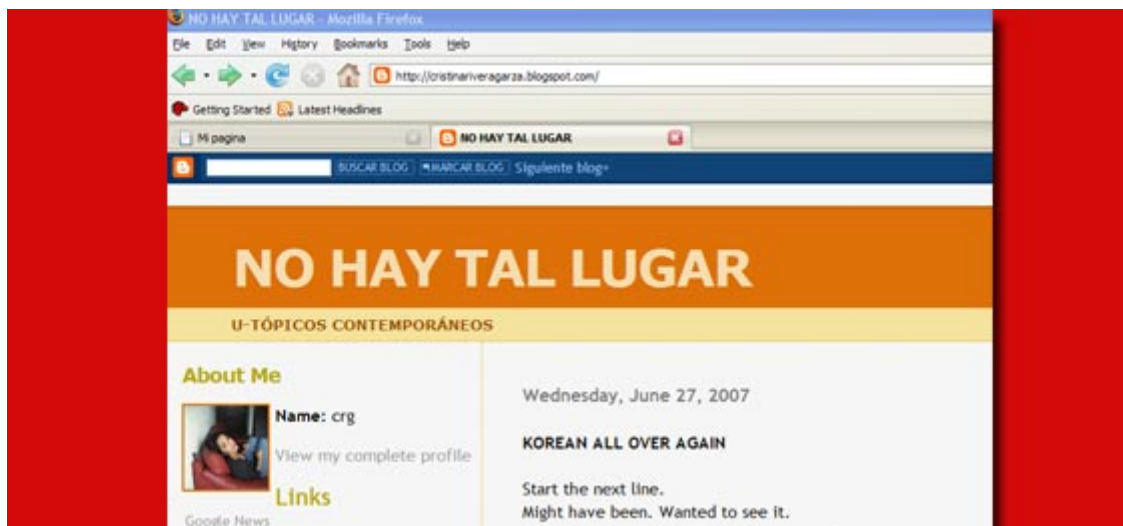 NO HAY TAL LUGAR - Mozilla Firefox
File Edit View History Bookmarks Tools Help
http://cristinariveragarza.blogspot.com/
Getting Started Latest Headlines
Mi pagina NO HAY TAL LUGAR
BUSCAR BLOG MARCAR BLOG Siguiente blog»
NO HAY TAL LUGAR
U-TÓPICOS CONTEMPORÁNEOS
About Me
Name: crg
View my complete profile
Links
Google News
Wednesday, June 27, 2007
KOREAN ALL OVER AGAIN
Start the next line.
Might have been. Wanted to see it.